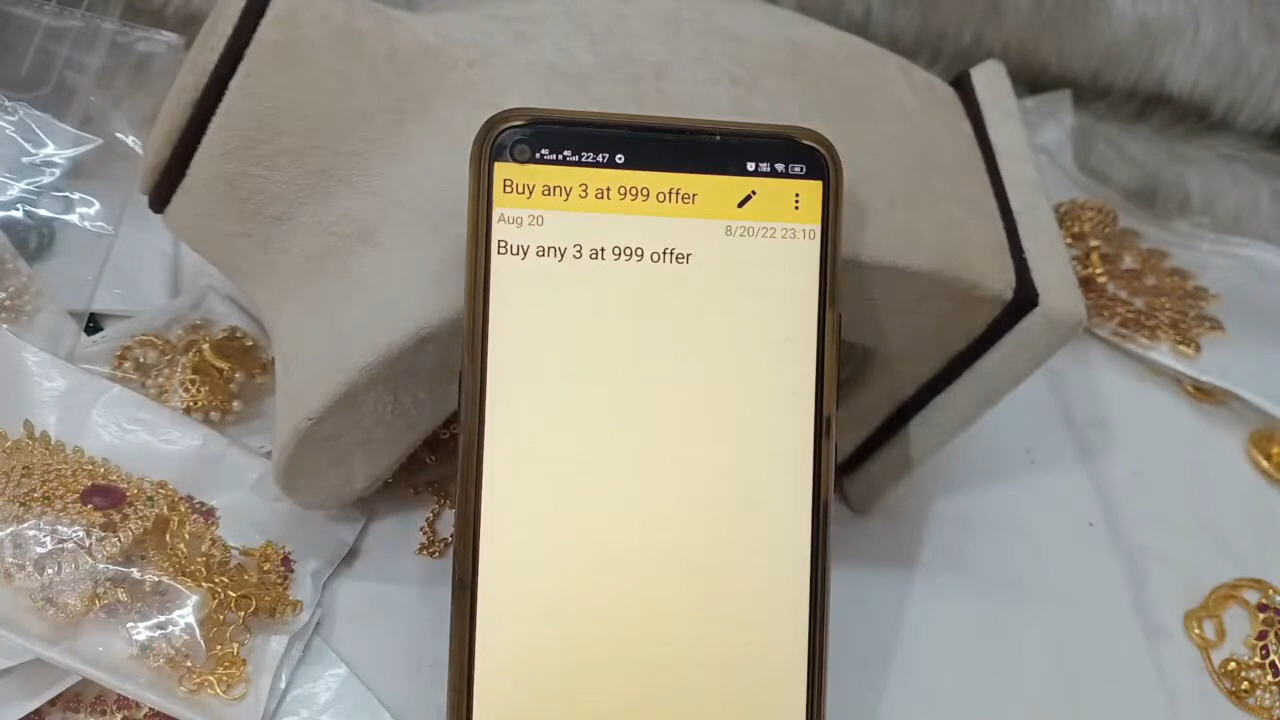 22:47
Buy any 3 at 999 offer
Aug 20
8/20/22 23:10
Buy any 3 at 999 offer